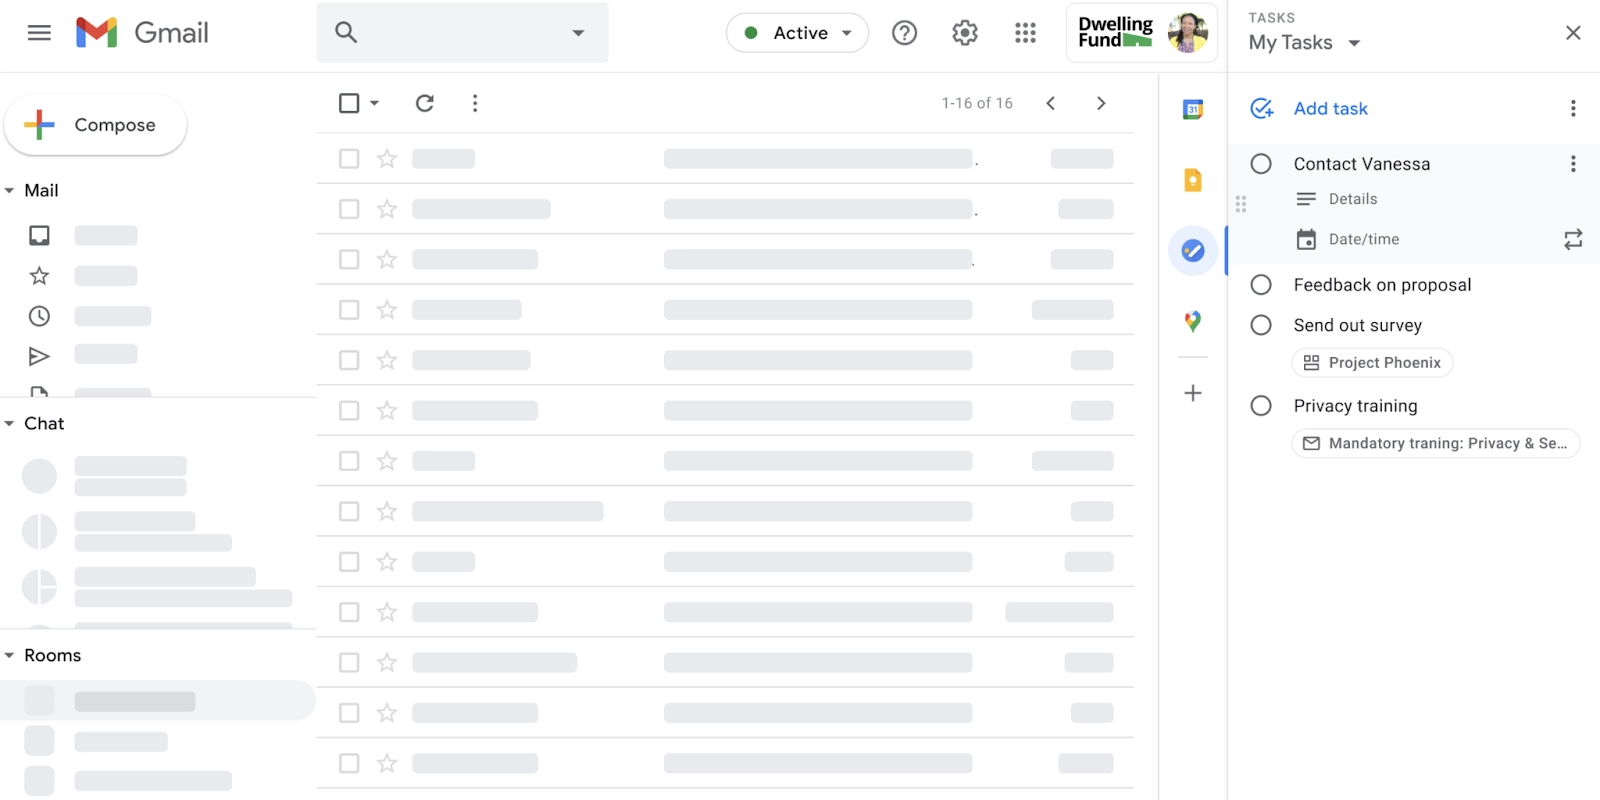 Gmail
Active
Dwelling
Fund
TASKS
My Tasks
Compose
1-16 of 16
31
Add task
Mail
Contact Vanessa
Details
Date/time
Feedback on proposal
Send out survey
Project Phoenix
Chat
Privacy training
Mandatory traning: Privacy & Se...
Rooms